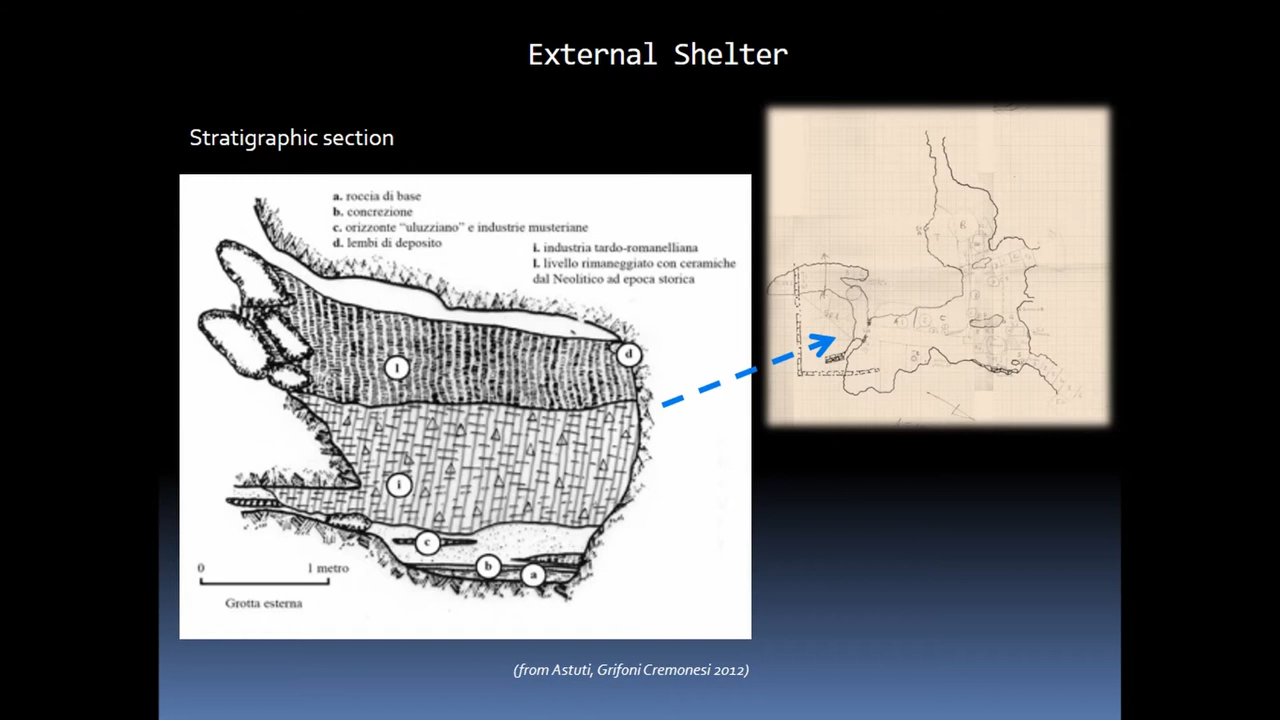 External Shelter
Stratigraphic section
a. roccia di base
b. concrezione
c. orizzonte “uluzziano” e industrie musteriane
d. lembi di deposito
i. industria tardo-romanelliana
l. livello rimaneggiato con ceramiche
dal Neolitico ad epoca storica
d
l
i
c
b
a
0 1 metro
Grotta esterna
(from Astuti, Grifoni Cremonesi 2012)